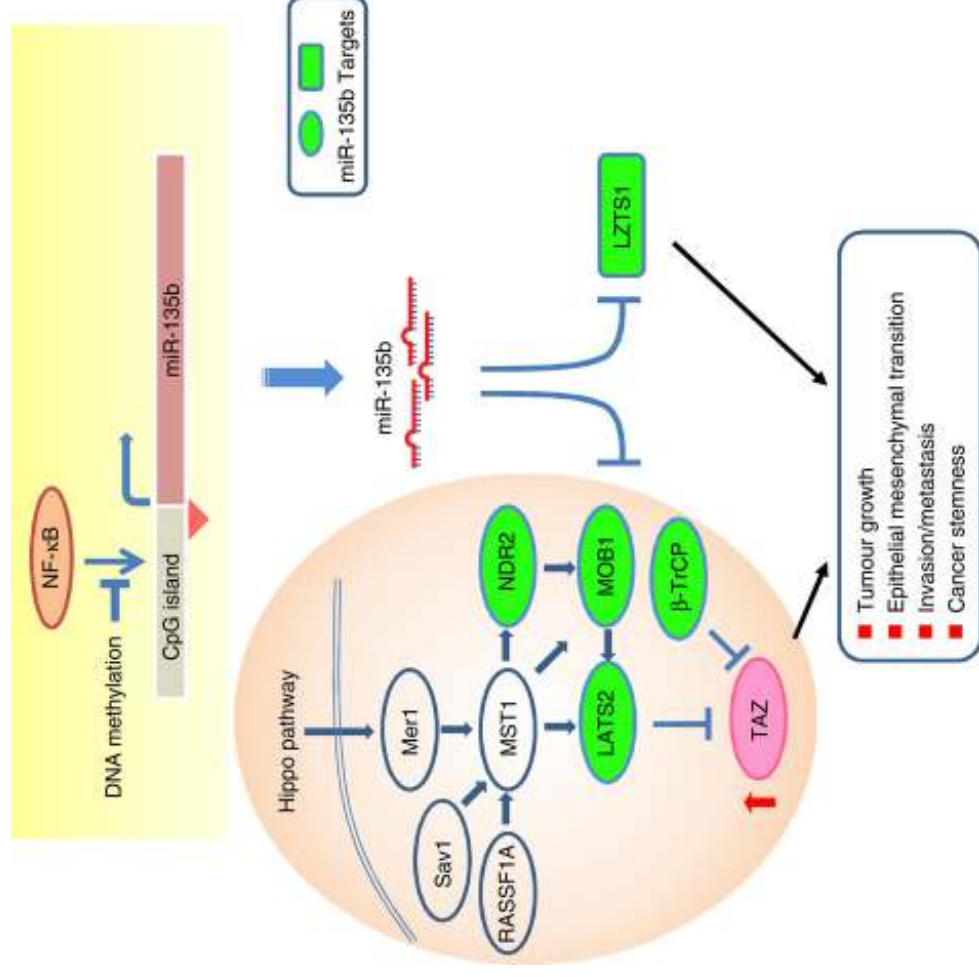 NF-κB
DNA methylation
CpG island
miR-135b
miR-135b Targets
miR-135b
Hippo pathway
Mer1
Sav1
RASSF1A
MST1
NDR2
MOB1
LATS2
β-TrCP
TAZ
LZTS1
Tumour growth
Epithelial mesenchymal transition
Invasion/metastasis
Cancer stemness